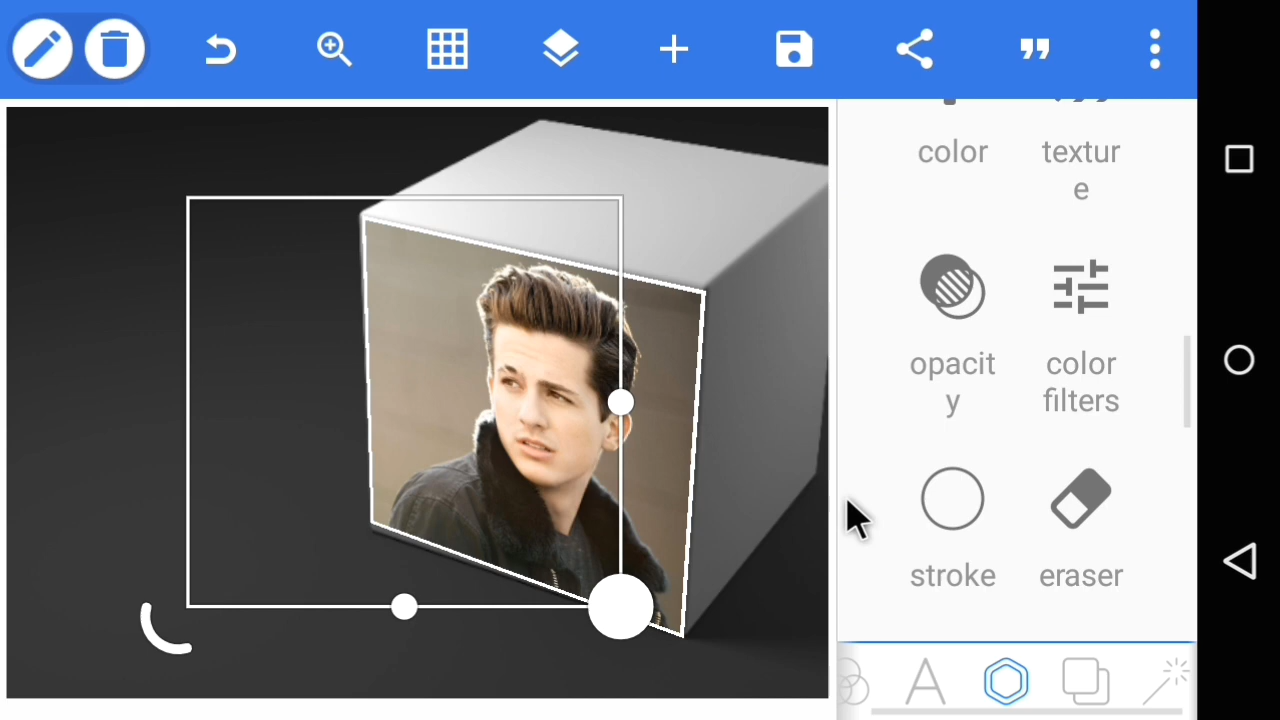 color
textur
e
opacit
y
color
filters
stroke
eraser